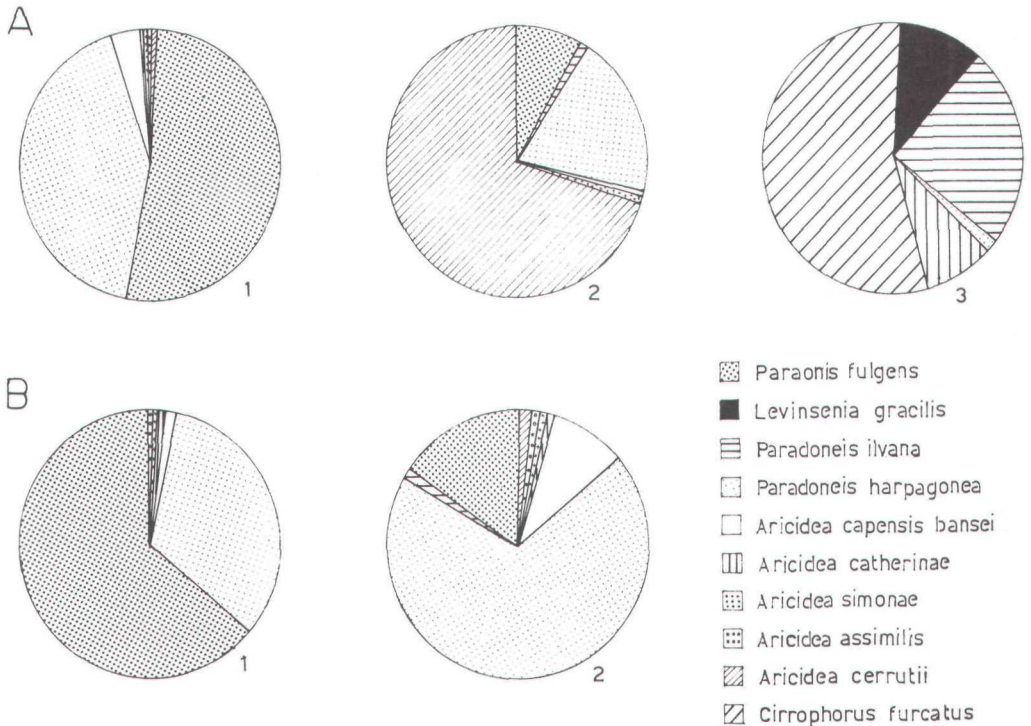 A
1
2
3
B
1
2
Paraonis fulgens
Levinsenia gracilis
Paradoneis ilvana
Paradoneis harpagonea
Aricidea capensis bansei
Aricidea catherinae
Aricidea simonae
Aricidea assimilis
Aricidea cerrutii
Cirrophorus furcatus